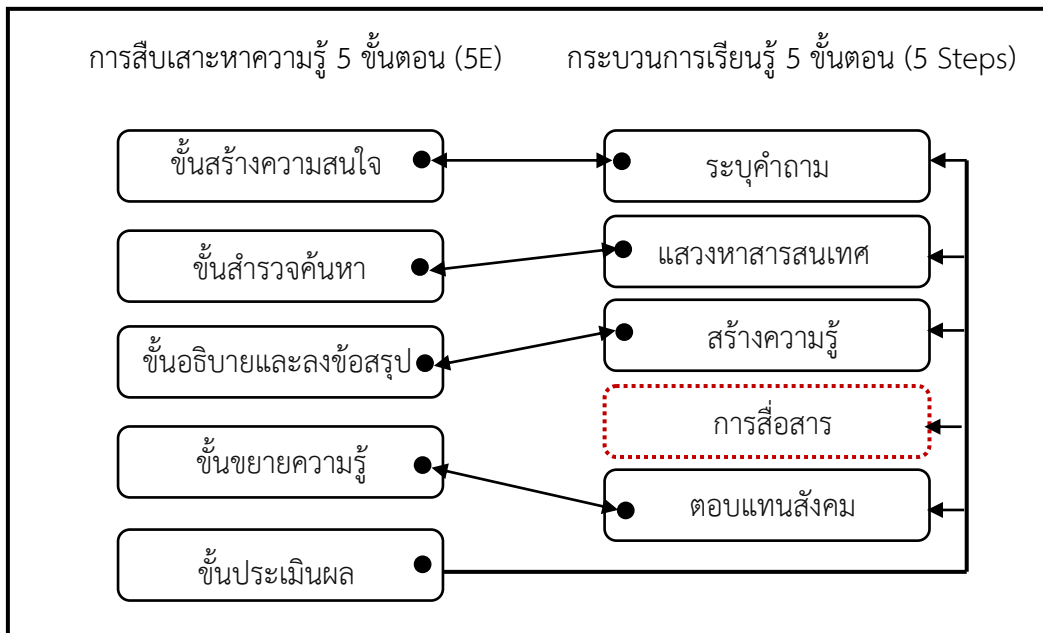 การสืบเสาะหาความรู้ 5 ขั้นตอน (5E)
กระบวนการเรียนรู้ 5 ขั้นตอน (5 Steps)
ขั้นสร้างความสนใจ
ระบุคำถาม
ขั้นสำรวจค้นหา
แสวงหาสารสนเทศ
ขั้นอธิบายและลงข้อสรุป
สร้างความรู้
การสื่อสาร
ขั้นขยายความรู้
ตอบแทนสังคม
ขั้นประเมินผล